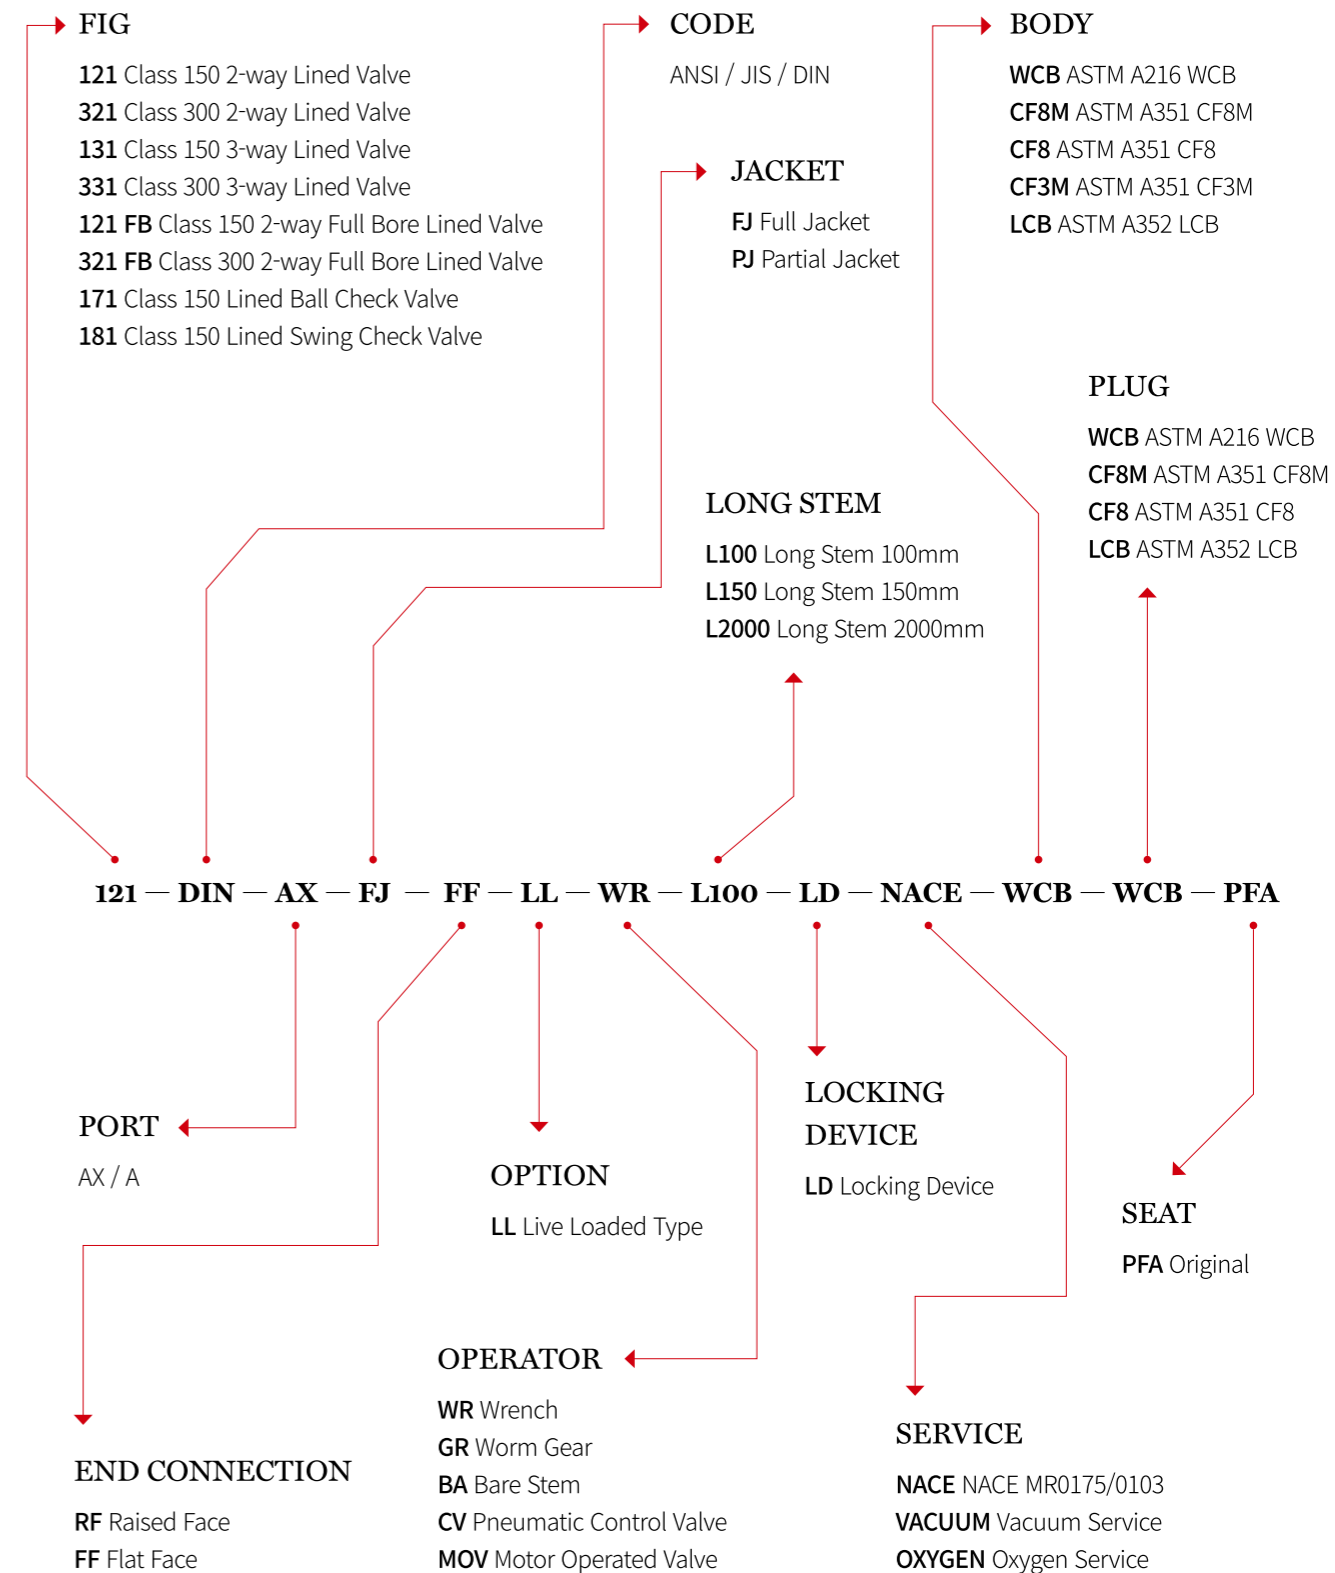 FIG
121 Class 150 2-way Lined Valve
321 Class 300 2-way Lined Valve
131 Class 150 3-way Lined Valve
331 Class 300 3-way Lined Valve
121 FB Class 150 2-way Full Bore Lined Valve
321 FB Class 300 2-way Full Bore Lined Valve
171 Class 150 Lined Ball Check Valve
181 Class 150 Lined Swing Check Valve
CODE
ANSI / JIS / DIN
JACKET
FJ Full Jacket
PJ Partial Jacket
BODY
WCB ASTM A216 WCB
CF8M ASTM A351 CF8M
CF8 ASTM A351 CF8
CF3M ASTM A351 CF3M
LCB ASTM A352 LCB
PLUG
WCB ASTM A216 WCB
CF8M ASTM A351 CF8M
CF8 ASTM A351 CF8
LCB ASTM A352 LCB
LONG STEM
L100 Long Stem 100mm
L150 Long Stem 150mm
L2000 Long Stem 2000mm
121 — DIN — AX — FJ — FF — LL — WR — L100 — LD — NACE — WCB — WCB — PFA
PORT
AX / A
OPTION
LL Live Loaded Type
LOCKING
DEVICE
LD Locking Device
SEAT
PFA Original
END CONNECTION
RF Raised Face
FF Flat Face
OPERATOR
WR Wrench
GR Worm Gear
BA Bare Stem
CV Pneumatic Control Valve
MOV Motor Operated Valve
SERVICE
NACE NACE MR0175/0103
VACUUM Vacuum Service
OXYGEN Oxygen Service